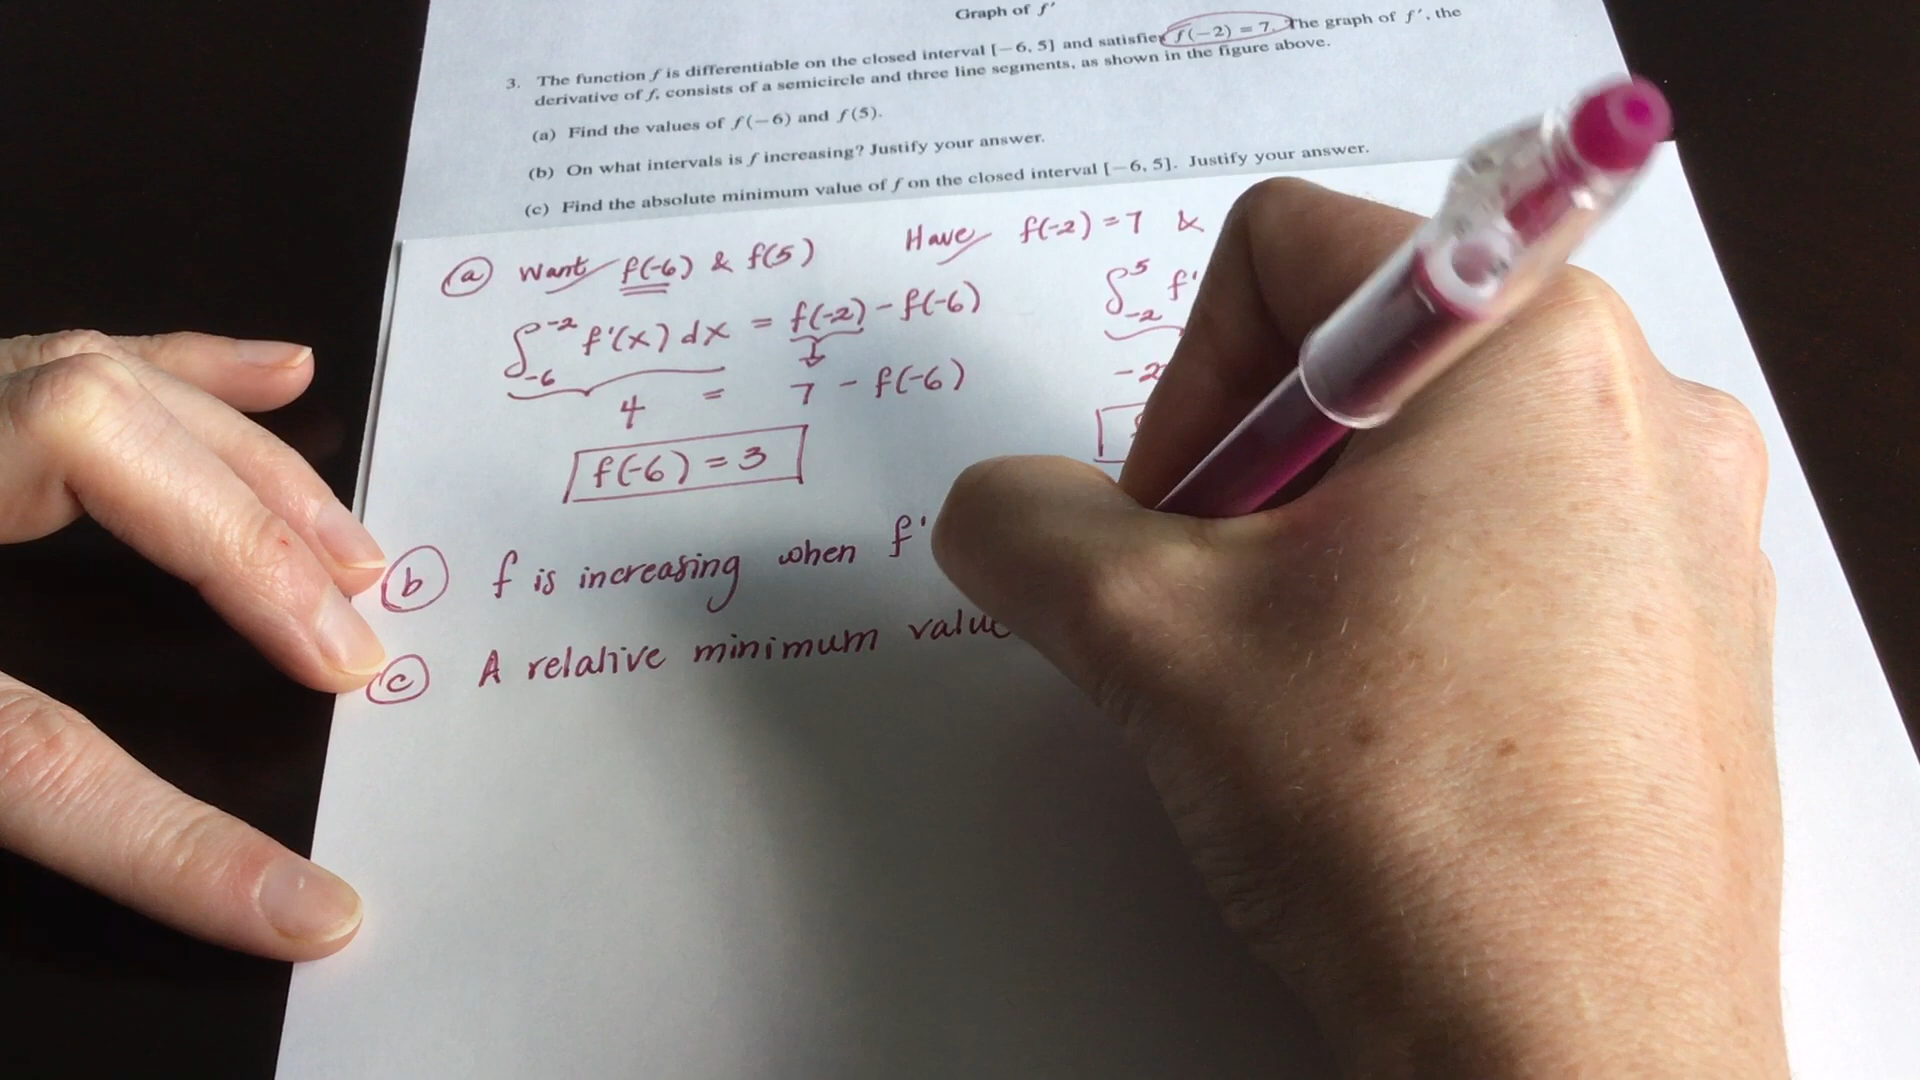 Graph of f′
3. The function f is differentiable on the closed interval [−6, 5] and satisfies f(−2) = 7. The graph of f′, the
derivative of f, consists of a semicircle and three line segments, as shown in the figure above.
(a) Find the values of f(−6) and f(5).
(b) On what intervals is f increasing? Justify your answer.
(c) Find the absolute minimum value of f on the closed interval [−6, 5]. Justify your answer.
(a) Want f(-6) & f(5) Have f(-2) = 7 &
∫_{-6}^{-2} f'(x) dx = f(-2) - f(-6) ∫_{-2}^{5} f'
4 = 7 - f(-6) -2
f(-6) = 3
(b) f is increasing when f'
(c) A relative minimum value